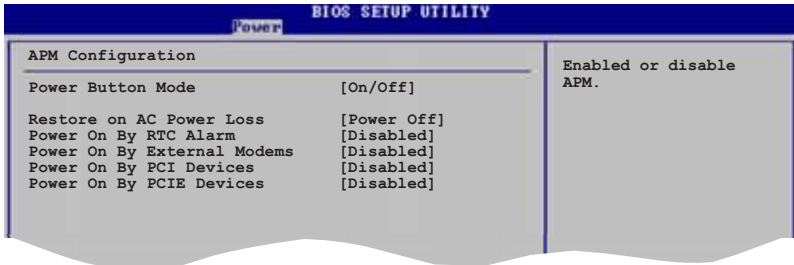 BIOS SETUP UTILITY
Power
APM Configuration
Power Button Mode [On/Off]
Restore on AC Power Loss [Power Off]
Power On By RTC Alarm [Disabled]
Power On By External Modems [Disabled]
Power On By PCI Devices [Disabled]
Power On By PCIE Devices [Disabled]
Enabled or disable
APM.